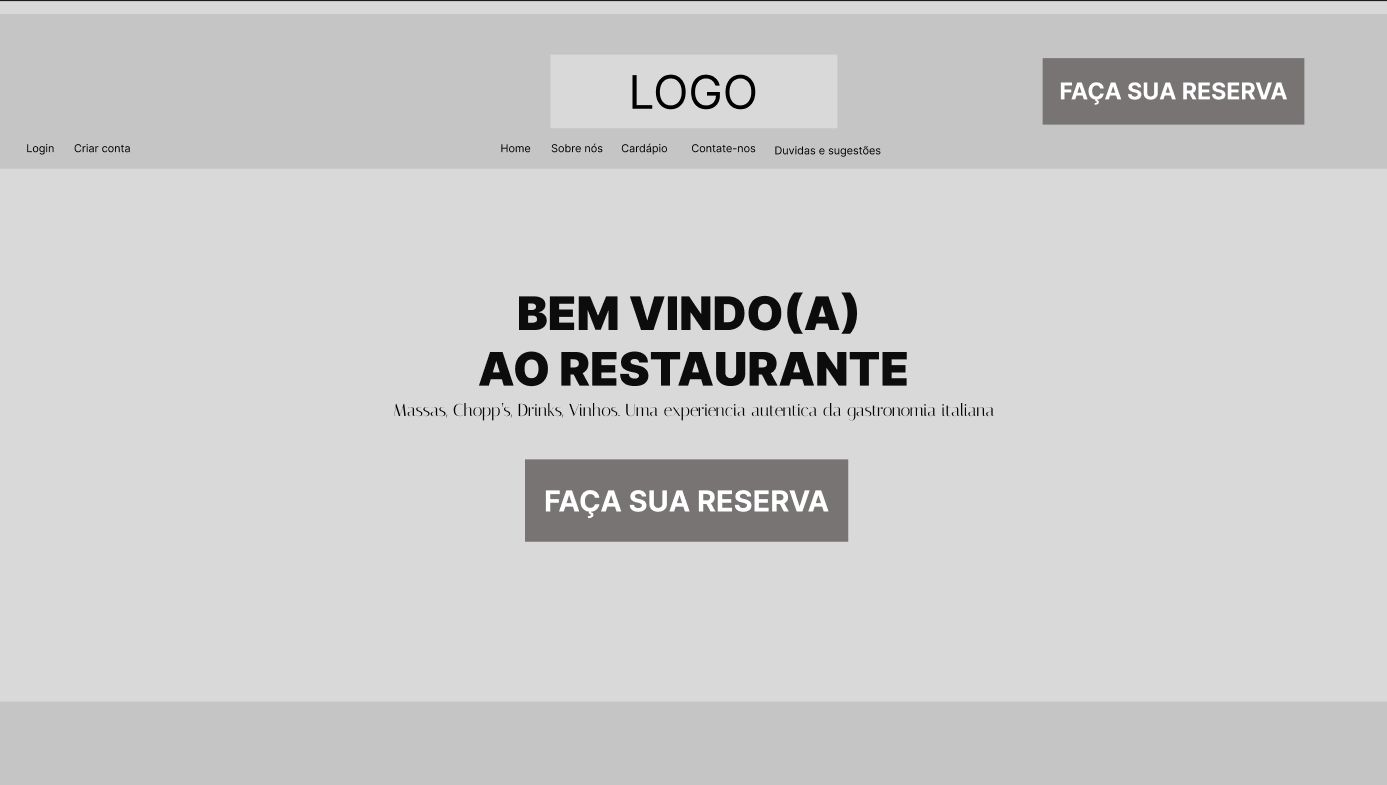 LOGO
FAÇA SUA RESERVA
Login Criar conta Home Sobre nós Cardápio Contate-nos Duvidas e sugestões
BEM VINDO(A)
AO RESTAURANTE
Massas, Chopp's, Drinks, Vinhos. Uma experiencia autentica da gastronomia italiana
FAÇA SUA RESERVA